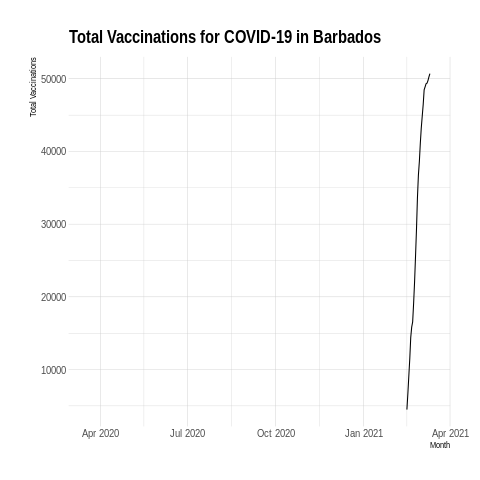 Total Vaccinations for COVID-19 in Barbados
Total Vaccinations
50000
40000
30000
20000
10000
Apr 2020 Jul 2020 Oct 2020 Jan 2021 Apr 2021
Month